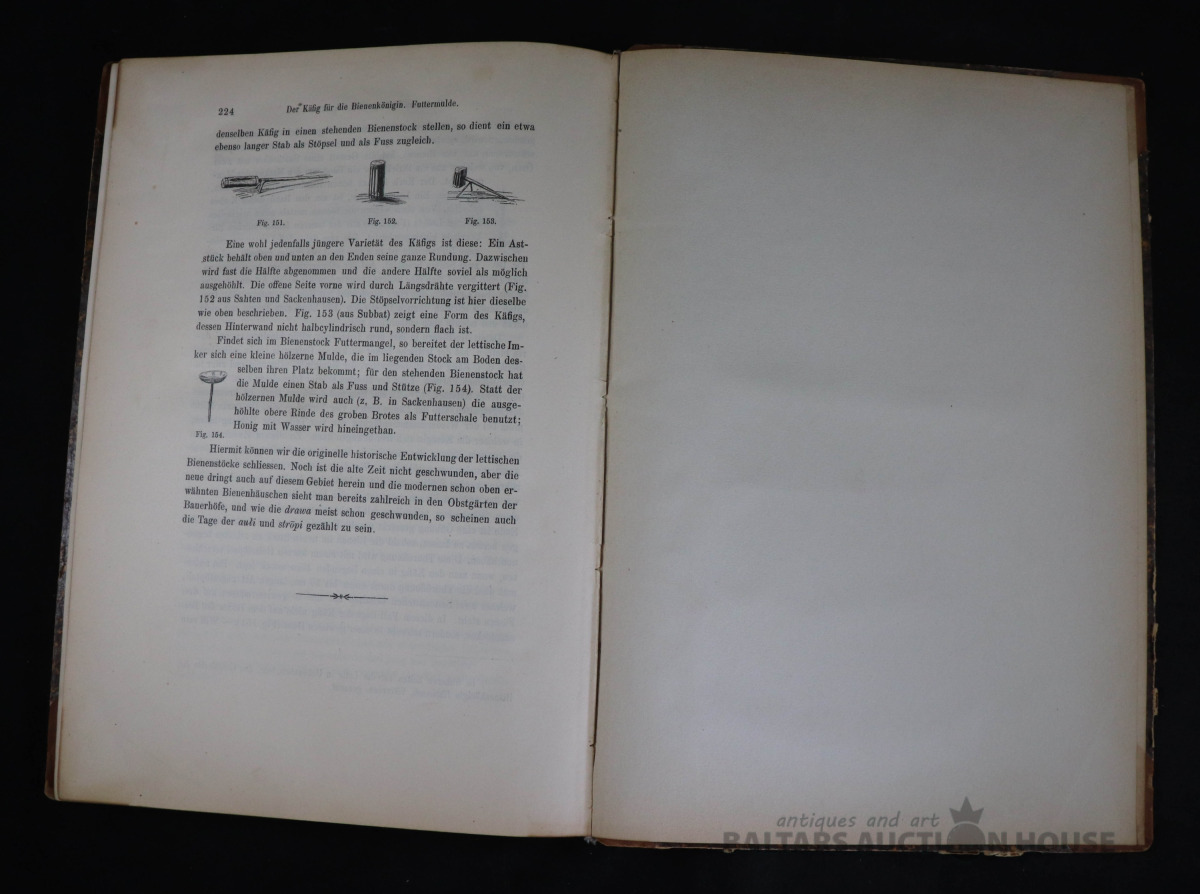 224
Der Käfig für die Bienenkönigin. Futtermulde.
denselben Käfig in einen stehenden Bienenstock stellen, so dient ein etwa
ebenso langer Stab als Stöpsel und als Fuss zugleich.
Fig. 151.
Fig. 152.
Fig. 153.
Eine wohl jedenfalls jüngere Varietät des Käfigs ist diese: Ein Ast-
stück behält oben und unten an den Enden seine ganze Rundung. Dazwischen
wird fast die Hälfte abgenommen und die andere Hälfte soviel als möglich
ausgehöhlt. Die offene Seite vorne wird durch Längsdrähte vergittert (Fig.
152 aus Sahten und Sackenhausen). Die Stöpselvorrichtung ist hier dieselbe
wie oben beschrieben. Fig. 153 (aus Subbat) zeigt eine Form des Käfigs,
dessen Hinterwand nicht halbcylindrisch rund, sondern flach ist.
Findet sich im Bienenstock Futtermangel, so bereitet der lettische Im-
ker sich eine kleine hölzerne Mulde, die im liegenden Stock am Boden des-
selben ihren Platz bekommt; für den stehenden Bienenstock hat
die Mulde einen Stab als Fuss und Stütze (Fig. 154). Statt der
hölzernen Mulde wird auch (z. B. in Sackenhausen) die ausge-
höhlte obere Rinde des groben Brotes als Futterschale benutzt;
Honig mit Wasser wird hineingethan.
Fig. 154.
Hiermit können wir die originelle historische Entwicklung der lettischen
Bienenstöcke schliessen. Noch ist die alte Zeit nicht geschwunden, aber die
neue dringt auch auf diesem Gebiet herein und die modernen schon oben er-
wähnten Bienenhäuschen sieht man bereits zahlreich in den Obstgärten der
Bauerhöfe, und wie die drawa meist schon geschwunden, so scheinen auch
die Tage der auli und ströpi gezählt zu sein.
antiques and art
BALTARS AUCTION HOUSE